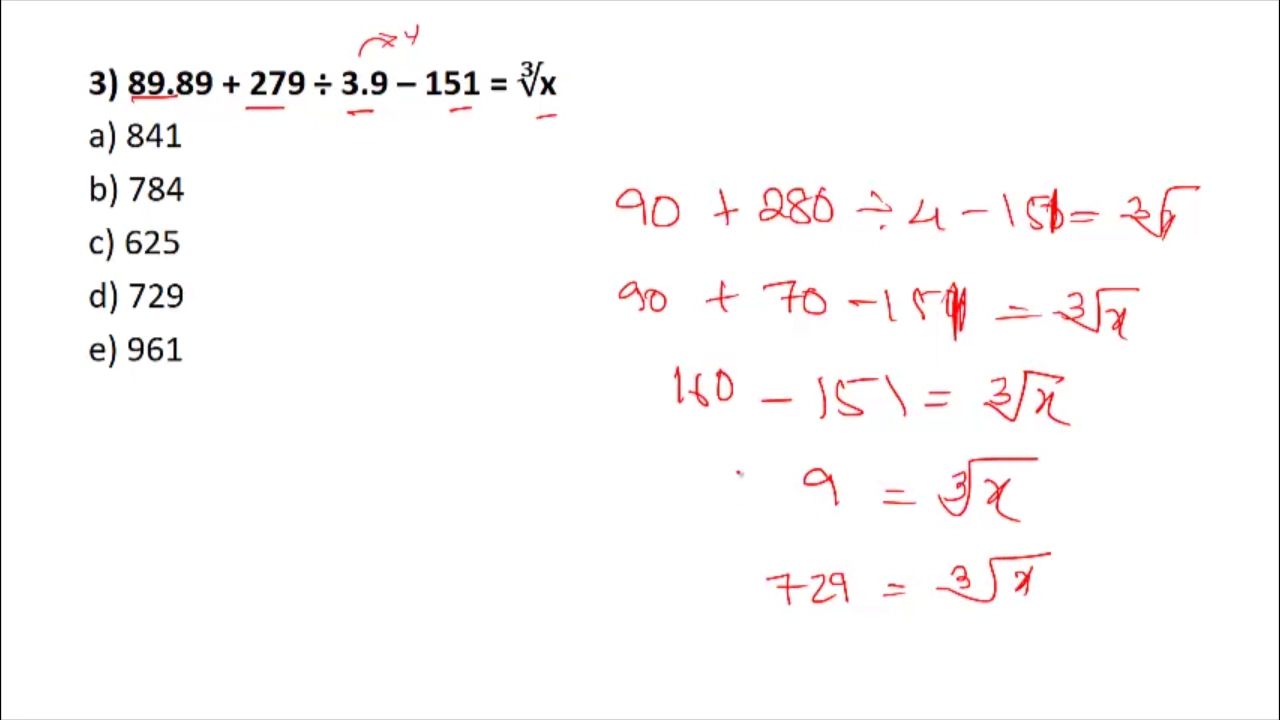 4
3) 89.89 + 279 ÷ 3.9 – 151 = ∛x
a) 841
b) 784
c) 625
d) 729
e) 961
90 + 280 ÷ 4 - 151 = ∛x
90 + 70 - 151 = ∛x
160 - 151 = ∛x
9 = ∛x
729 = ∛x